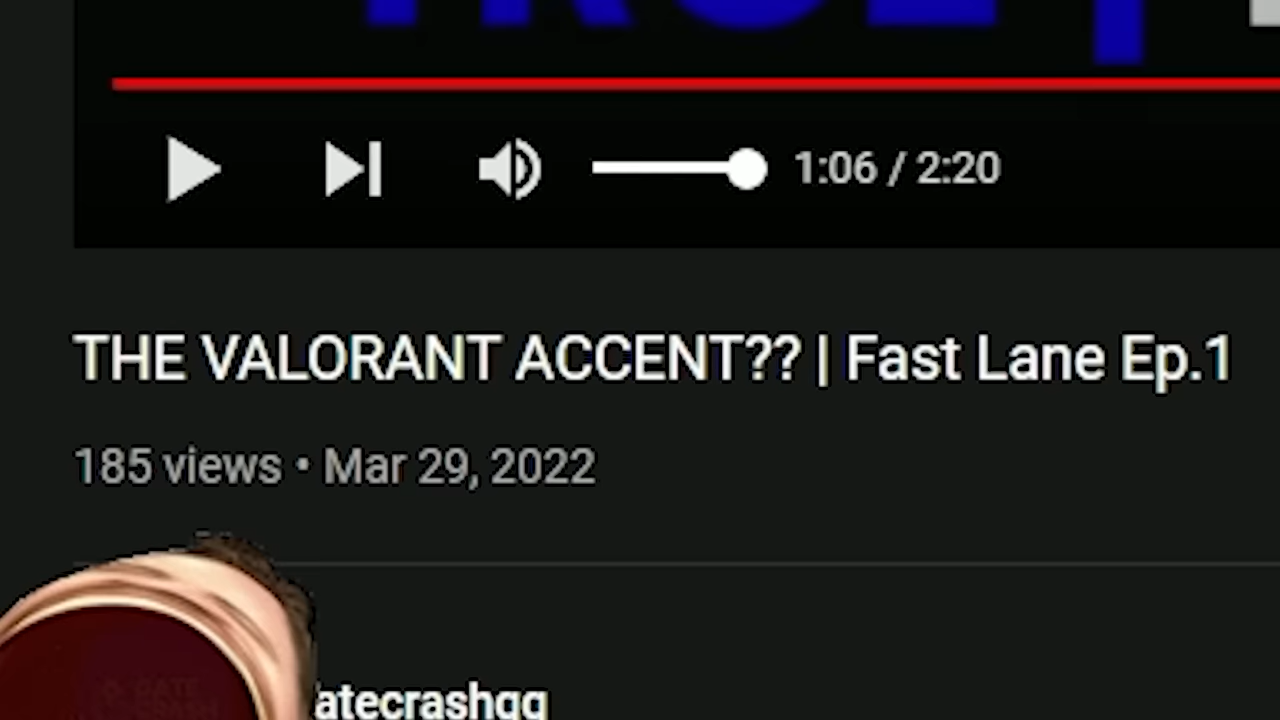 1:06 / 2:20
THE VALORANT ACCENT?? | Fast Lane Ep.1
185 views • Mar 29, 2022
atecrashgg